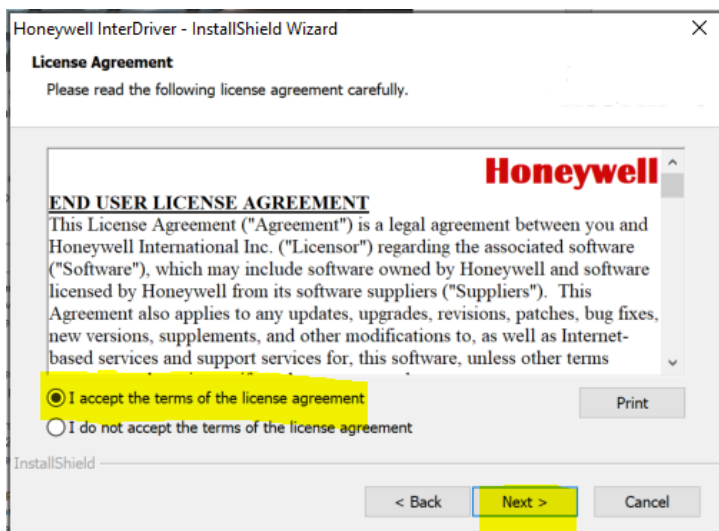 Honeywell InterDriver - InstallShield Wizard
License Agreement
Please read the following license agreement carefully.
Honeywell
END USER LICENSE AGREEMENT
This License Agreement ("Agreement") is a legal agreement between you and
Honeywell International Inc. ("Licensor") regarding the associated software
("Software"), which may include software owned by Honeywell and software
licensed by Honeywell from its software suppliers ("Suppliers"). This
Agreement also applies to any updates, upgrades, revisions, patches, bug fixes,
new versions, supplements, and other modifications to, as well as Internet-
based services and support services for, this software, unless other terms
I accept the terms of the license agreement
Print
I do not accept the terms of the license agreement
InstallShield
< Back
Next >
Cancel